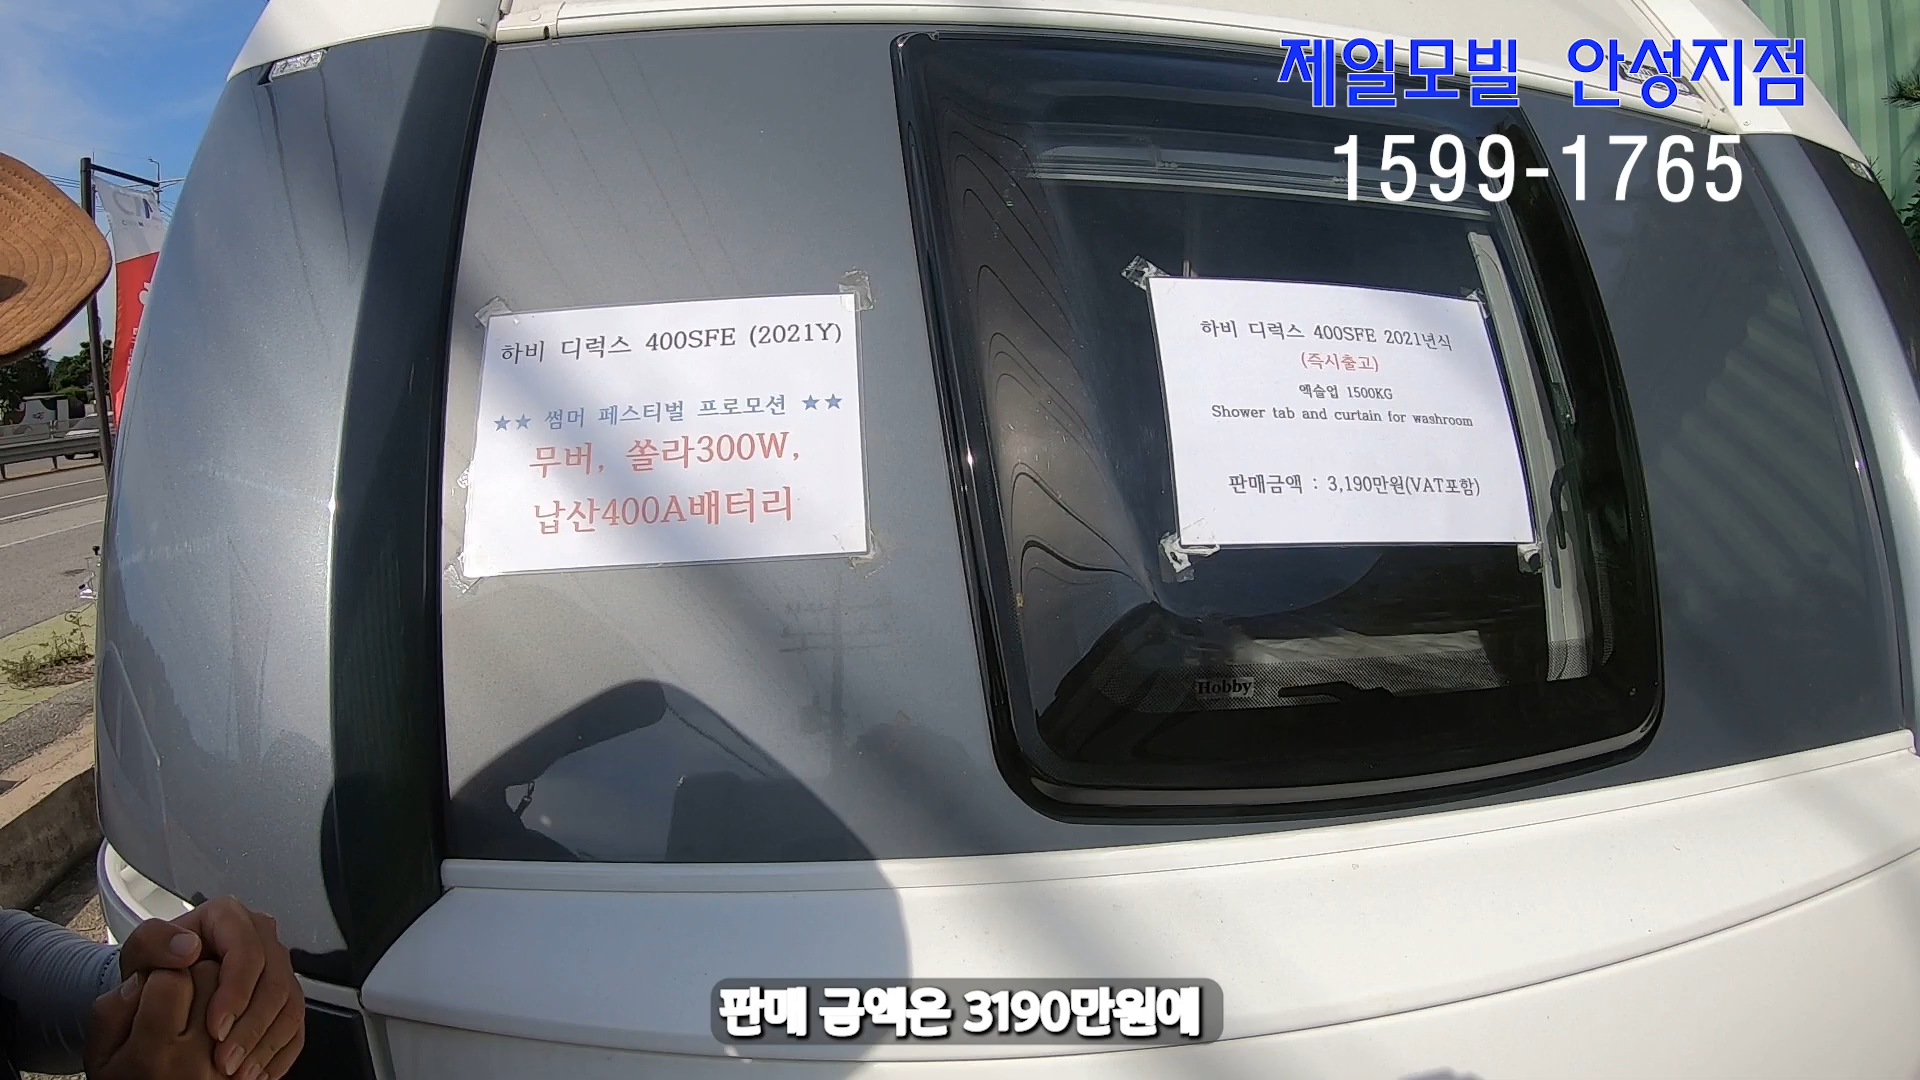 제일모빌 안성지점
1599-1765
하비 디럭스 400SFE (2021Y)
★★ 썸머 페스티벌 프로모션 ★★
무버, 쏠라300W,
납산400A배터리
하비 디럭스 400SFE 2021년식
(즉시출고)
엑슬업 1500KG
Shower tab and curtain for washroom
판매금액 : 3,190만원(VAT포함)
Hobby
판매 금액은 3190만원에